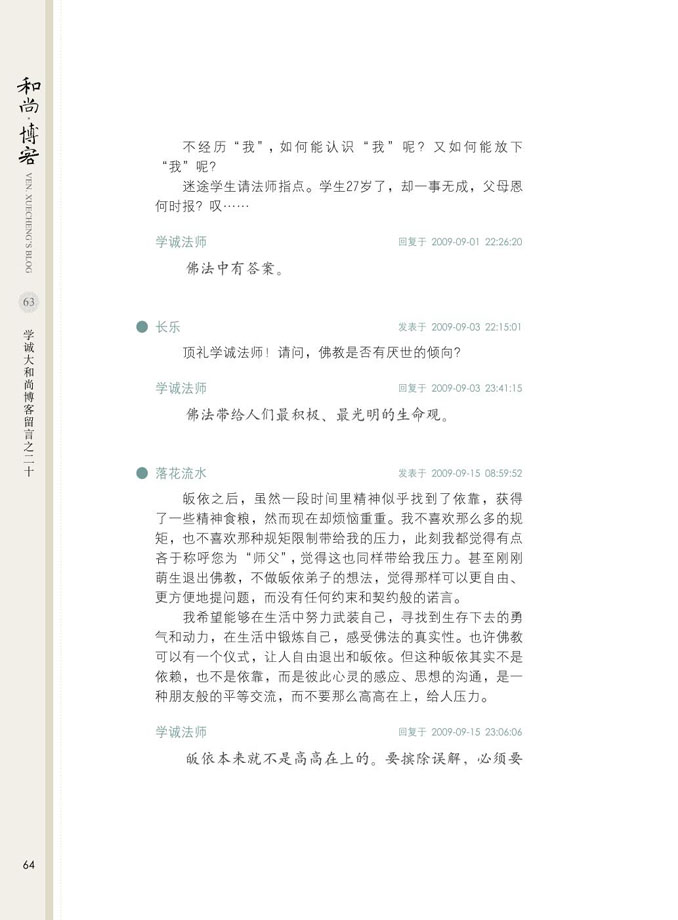 和尚·博客
VEN. XUECHENG'S BLOG
63
学诚大和尚博客留言之二十
不经历“我”，如何能认识“我”呢？又如何能放下
“我”呢？
迷途学生请法师指点。学生27岁了，却一事无成，父母恩
何时报？叹……
学诚法师 回复于 2009-09-01 22:26:20
佛法中有答案。
长乐 发表于 2009-09-03 22:15:01
顶礼学诚法师！请问，佛教是否有厌世的倾向？
学诚法师 回复于 2009-09-03 23:41:15
佛法带给人们最积极、最光明的生命观。
落花流水 发表于 2009-09-15 08:59:52
皈依之后，虽然一段时间里精神似乎找到了依靠，获得
了一些精神食粮，然而现在却烦恼重重。我不喜欢那么多的规
矩，也不喜欢那种规矩限制带给我的压力，此刻我都觉得有点
吝于称呼您为“师父”，觉得这也同样带给我压力。甚至刚刚
萌生退出佛教，不做皈依弟子的想法，觉得那样可以更自由、
更方便地提问题，而没有任何约束和契约般的诺言。
我希望能够在生活中努力武装自己，寻找到生存下去的勇
气和动力，在生活中锻炼自己，感受佛法的真实性。也许佛教
可以有一个仪式，让人自由退出和皈依。但这种皈依其实不是
依赖，也不是依靠，而是彼此心灵的感应、思想的沟通，是一
种朋友般的平等交流，而不要那么高高在上，给人压力。
学诚法师 回复于 2009-09-15 23:06:06
皈依本来就不是高高在上的。要摈除误解，必须要
64